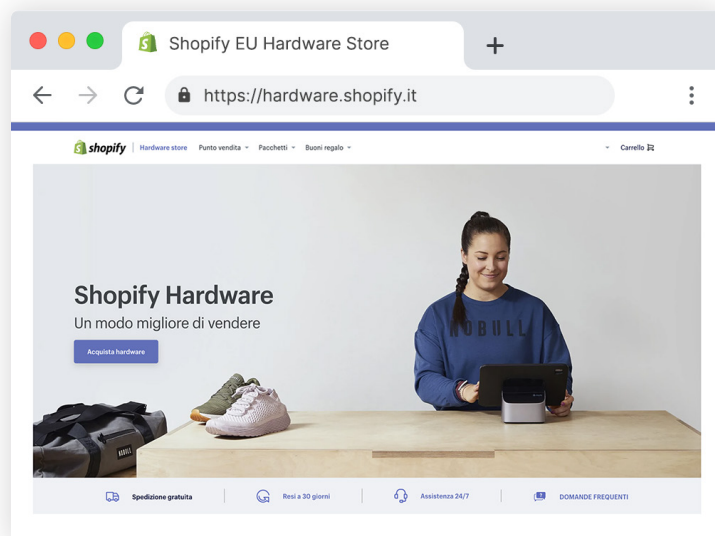 Shopify EU Hardware Store
https://hardware.shopify.it
shopify Hardware store Punto vendita Pacchetti Buoni regalo Carrello
Shopify Hardware
Un modo migliore di vendere
Acquista hardware
NOBULL
NOBULL
Spedizione gratuita Resi a 30 giorni Assistenza 24/7 DOMANDE FREQUENTI